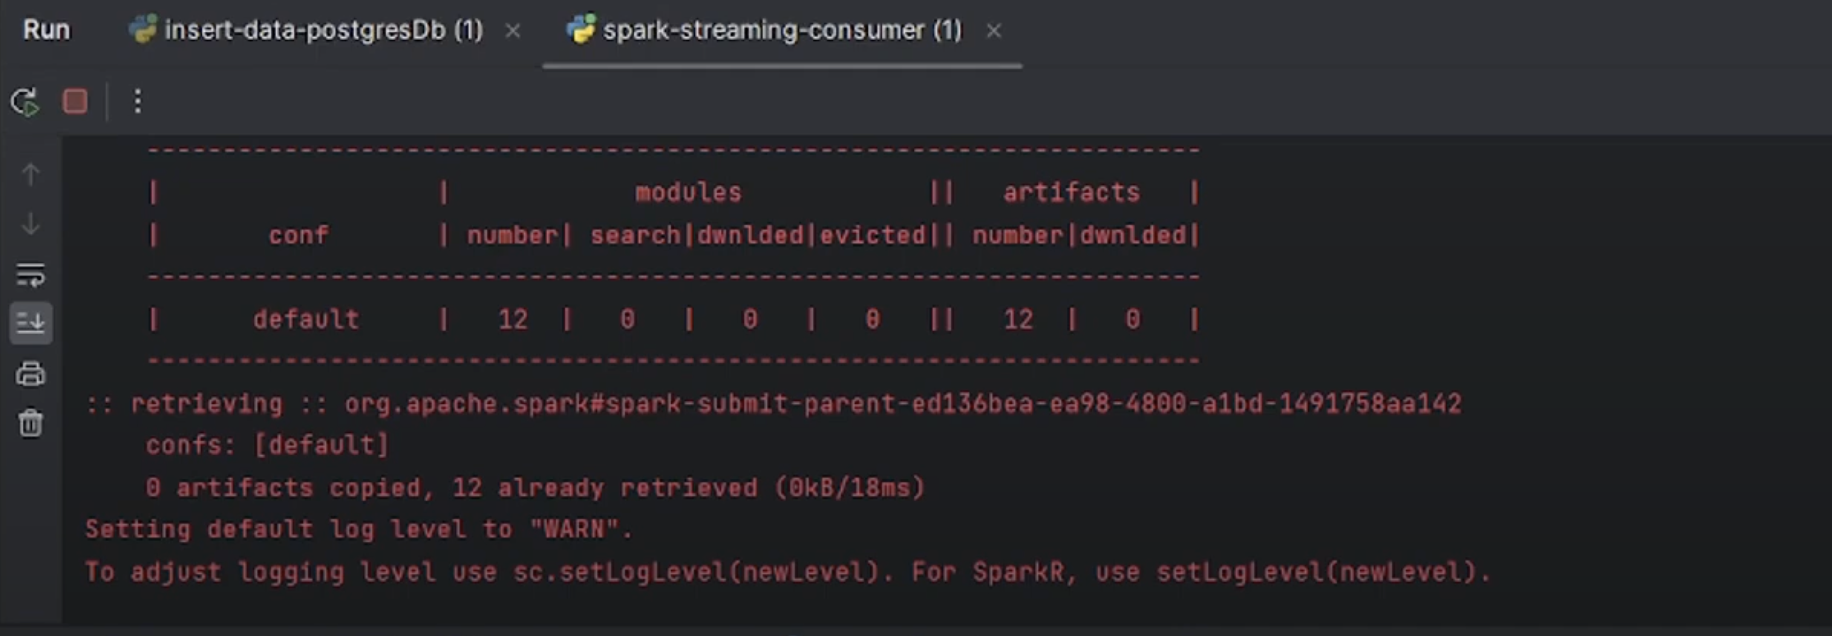 Run insert-data-postgresDb (1) × spark-streaming-consumer (1) ×
---------------------------------------------------------------------
| | modules || artifacts |
| conf | number| search|dwnlded|evicted|| number|dwnlded|
---------------------------------------------------------------------
| default | 12 | 0 | 0 | 0 || 12 | 0 |
---------------------------------------------------------------------
:: retrieving :: org.apache.spark#spark-submit-parent-ed136bea-ea98-4800-a1bd-1491758aa142
confs: [default]
0 artifacts copied, 12 already retrieved (0kB/18ms)
Setting default log level to "WARN".
To adjust logging level use sc.setLogLevel(newLevel). For SparkR, use setLogLevel(newLevel).